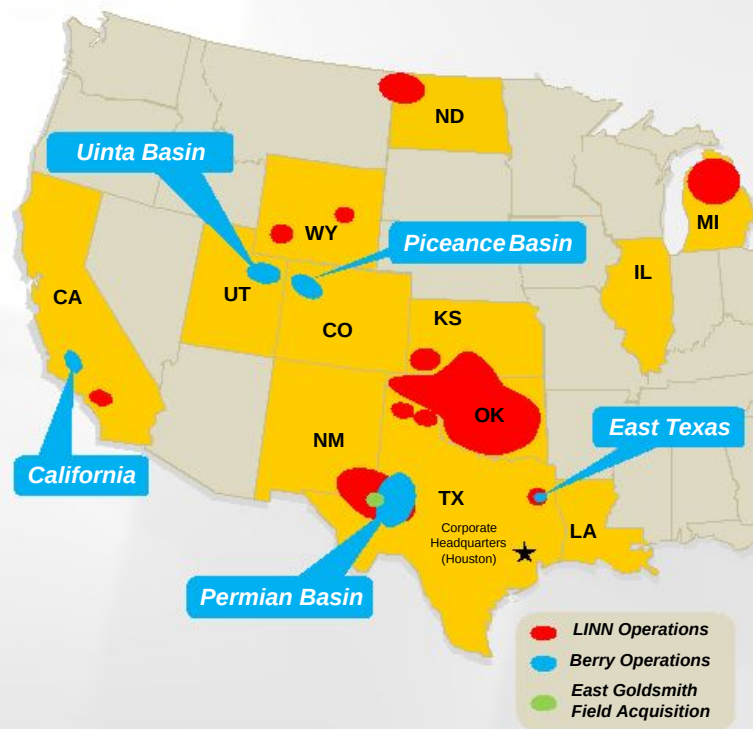 ND
Uinta Basin
WY
Piceance Basin
MI
IL
CA
UT
CO
KS
OK
NM
East Texas
California
TX
LA
Corporate
Headquarters
(Houston)
Permian Basin
LINN Operations
Berry Operations
East Goldsmith
Field Acquisition